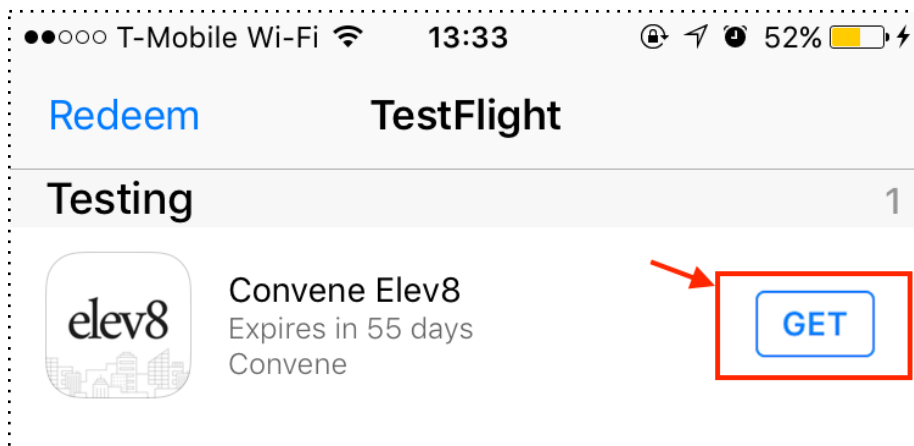 T-Mobile Wi-Fi 13:33 52%
Redeem TestFlight
Testing 1
elev8
Convene Elev8
Expires in 55 days
Convene
GET